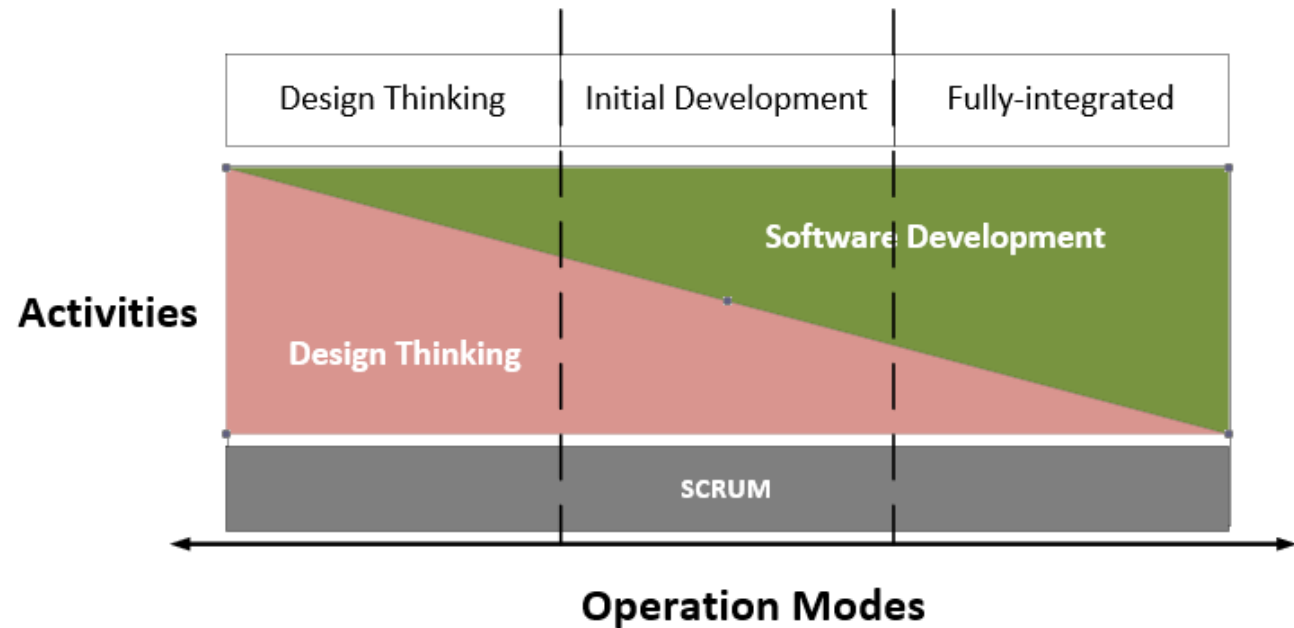 Design Thinking
Initial Development
Fully-integrated
Software Development
Activities
Design Thinking
SCRUM
Operation Modes